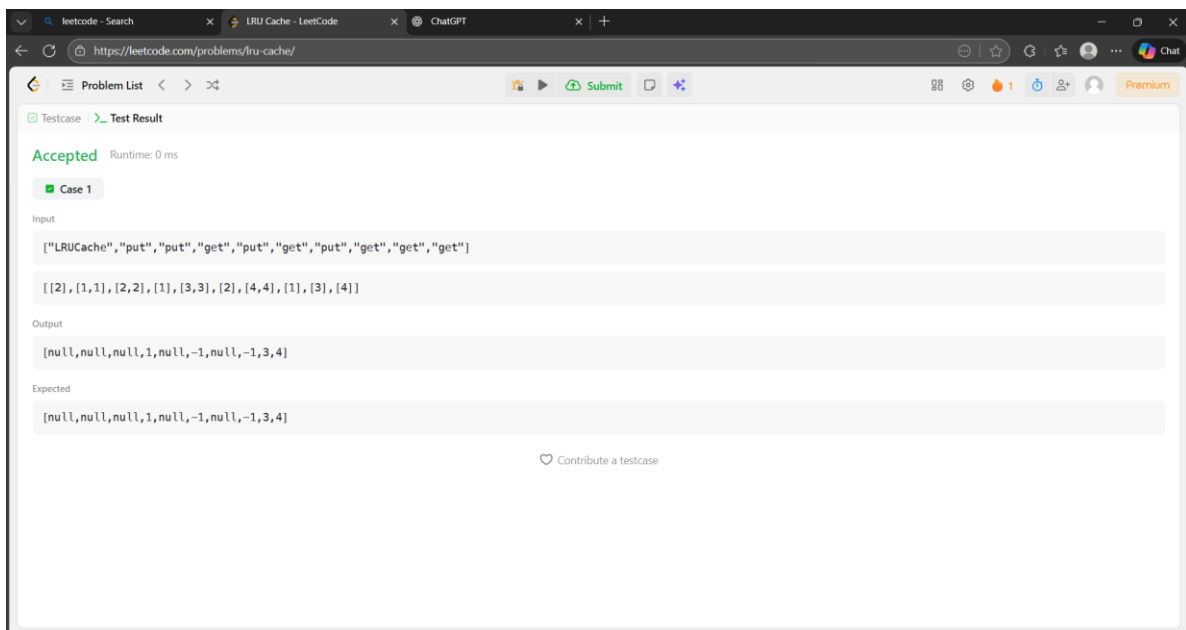 leetcode - Search
LRU Cache - LeetCode
ChatGPT
https://leetcode.com/problems/lru-cache/
Chat
Problem List
Submit
1
Premium
Testcase
Test Result
Accepted Runtime: 0 ms
Case 1
Input
["LRUCache","put","put","get","put","get","put","get","get","get"]
[[2],[1,1],[2,2],[1],[3,3],[2],[4,4],[1],[3],[4]]
Output
[null,null,null,1,null,-1,null,-1,3,4]
Expected
[null,null,null,1,null,-1,null,-1,3,4]
Contribute a testcase